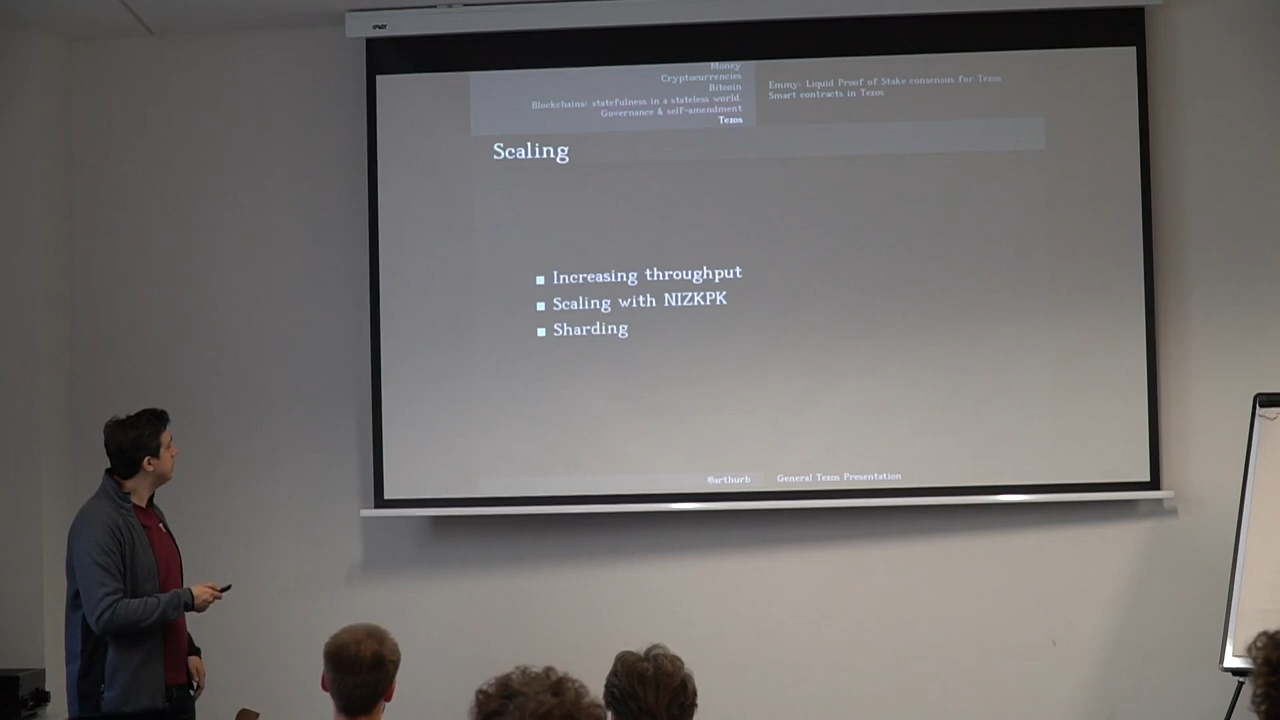 Money
Cryptocurrencies
Bitcoin
Blockchains: statefulness in a stateless world.
Governance & self-amendment
Tezos
Emmy: Liquid Proof of Stake consensus for Tezos
Smart contracts in Tezos
Scaling
Increasing throughput
Scaling with NIZKPK
Sharding
@arthurb
General Tezos Presentation